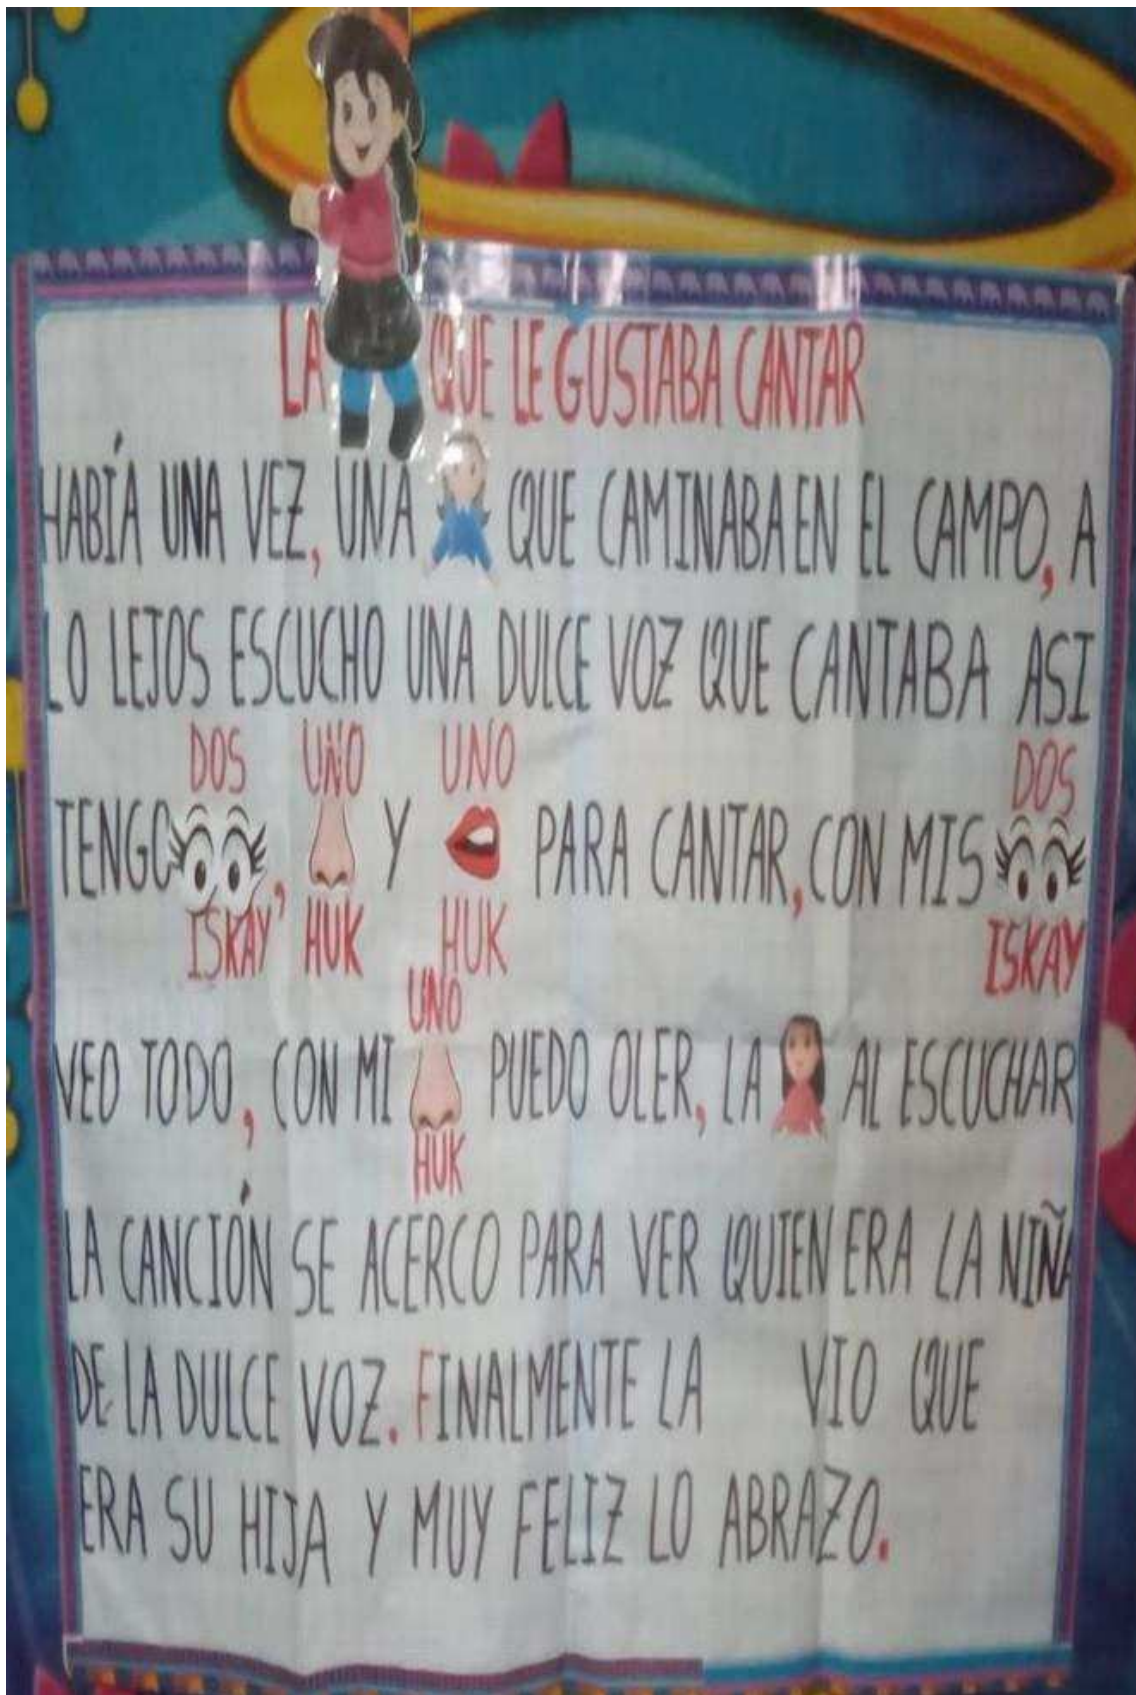 LA QUE LE GUSTABA CANTAR
HABÍA UNA VEZ, UNA QUE CAMINABA EN EL CAMPO, A
LO LEJOS ESCUCHO UNA DULCE VOZ QUE CANTABA ASI
DOS UNO UNO DOS
TENGO , Y PARA CANTAR, CON MIS
ISKAY HUK HUK ISKAY
UNO
VEO TODO, CON MI PUEDO OLER, LA AL ESCUCHAR
HUK
LA CANCIÓN SE ACERCO PARA VER QUIEN ERA LA NIÑA
DE LA DULCE VOZ. FINALMENTE LA VIO QUE
ERA SU HIJA Y MUY FELIZ LO ABRAZO.